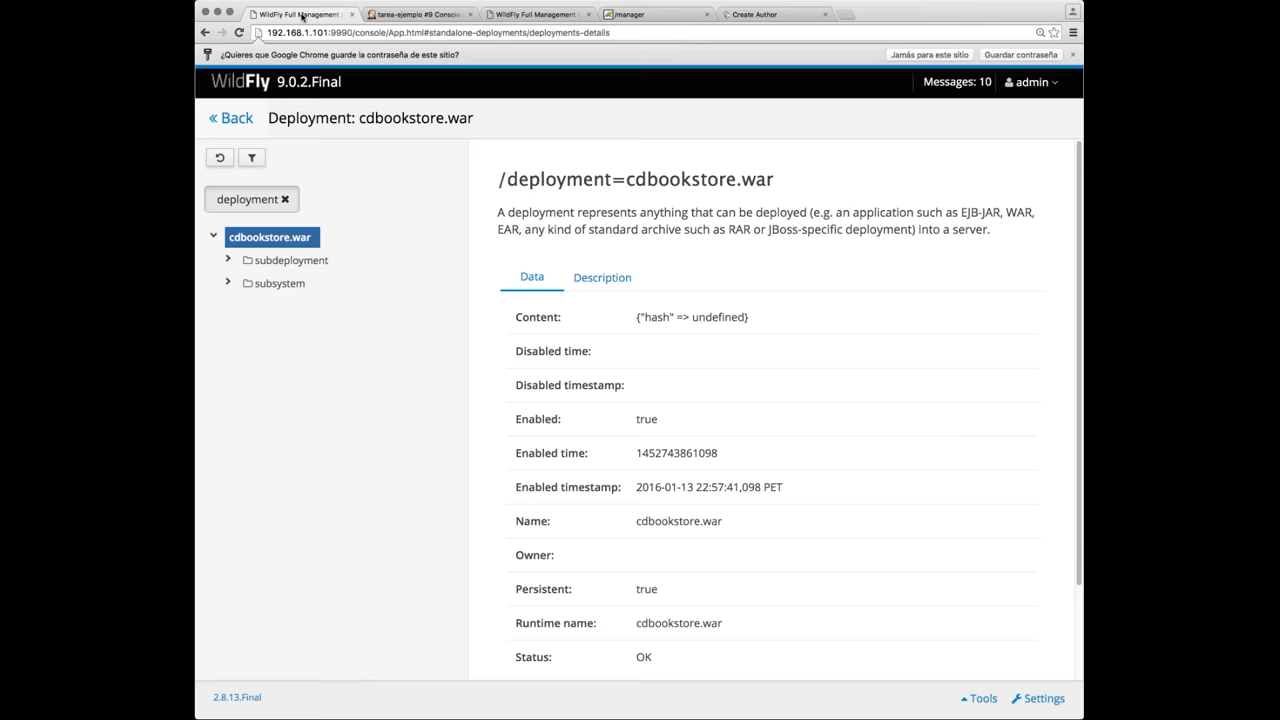 WildFly Full Management
tarea-ejemplo #9 Console
WildFly Full Management
/manager
Create Author
192.168.1.101:9990/console/App.html#standalone-deployments/deployments-details
¿Quieres que Google Chrome guarde la contraseña de este sitio?
Jamás para este sitio
Guardar contraseña
WildFly 9.0.2.Final
Messages: 10
admin
« Back
Deployment: cdbookstore.war
deployment
cdbookstore.war
subdeployment
subsystem
/deployment=cdbookstore.war
A deployment represents anything that can be deployed (e.g. an application such as EJB-JAR, WAR,
EAR, any kind of standard archive such as RAR or JBoss-specific deployment) into a server.
Data
Description
Content: {"hash" => undefined}
Disabled time:
Disabled timestamp:
Enabled: true
Enabled time: 1452743861098
Enabled timestamp: 2016-01-13 22:57:41,098 PET
Name: cdbookstore.war
Owner:
Persistent: true
Runtime name: cdbookstore.war
Status: OK
2.8.13.Final
Tools
Settings